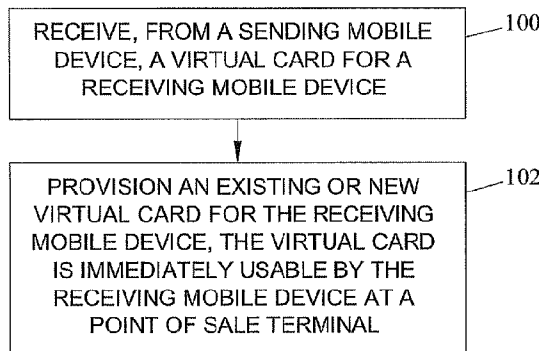 RECEIVE, FROM A SENDING MOBILE
DEVICE, A VIRTUAL CARD FOR A
RECEIVING MOBILE DEVICE
100
PROVISION AN EXISTING OR NEW
VIRTUAL CARD FOR THE RECEIVING
MOBILE DEVICE, THE VIRTUAL CARD
IS IMMEDIATELY USABLE BY THE
RECEIVING MOBILE DEVICE AT A
POINT OF SALE TERMINAL
102